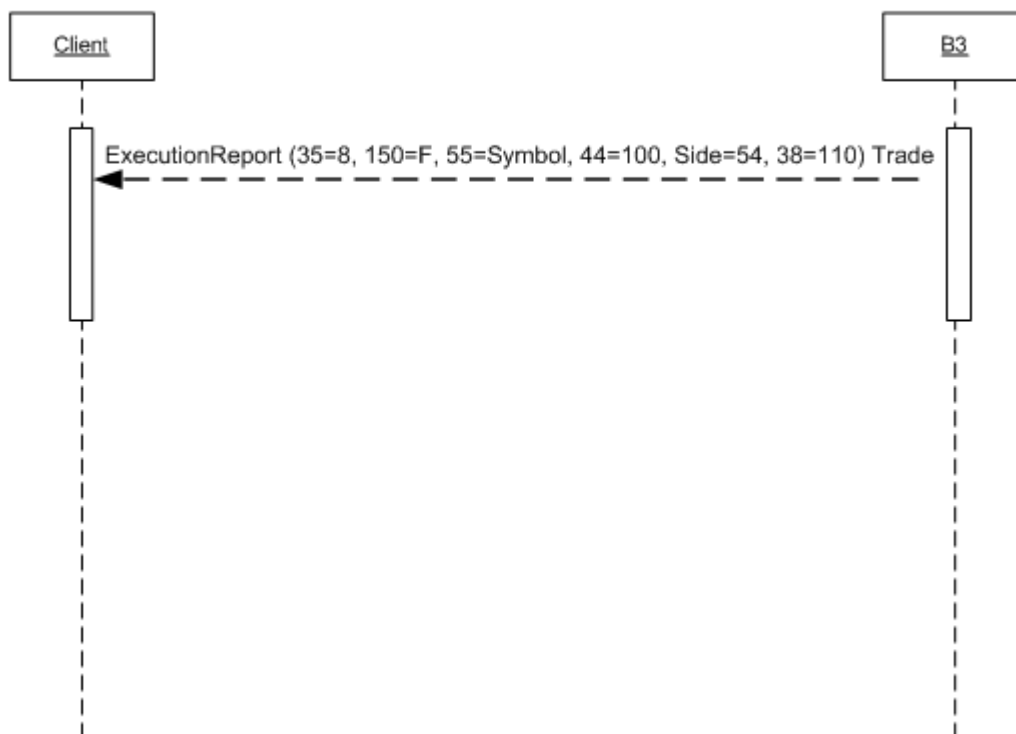 Client
B3
ExecutionReport (35=8, 150=F, 55=Symbol, 44=100, Side=54, 38=110) Trade